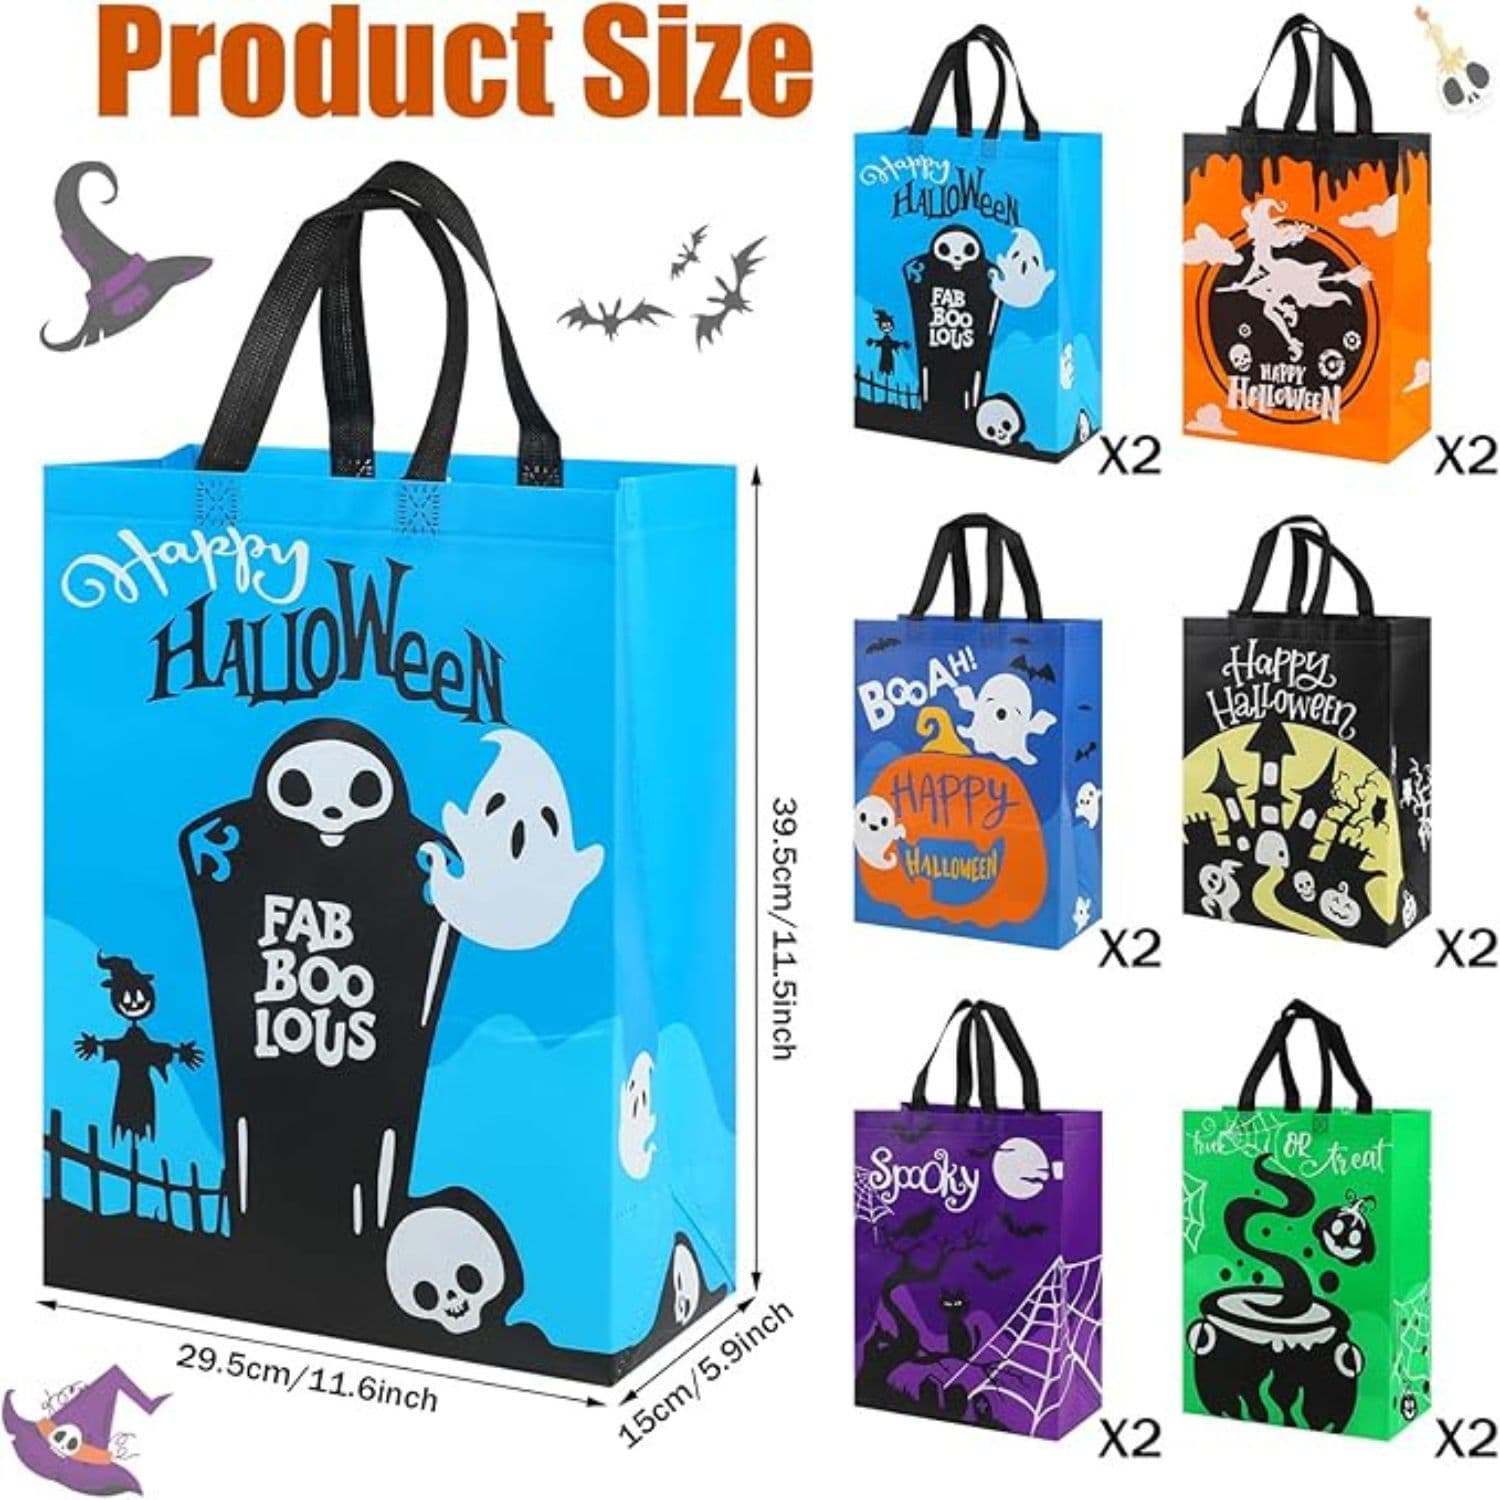 Product Size
Happy
HALLOWeeN
FAB
BOO
LOUS
39.5cm/11.5inch
29.5cm/11.6inch
15cm/5.9inch
Happy
HALLOWeeN
FAB
BOO
LOUS
X2
HAPPY
HALLOWEEN
X2
BOOAH!
HAPPY
HALLOWEEN
X2
Happy
Halloween
X2
Spooky
X2
trick OR treat
X2